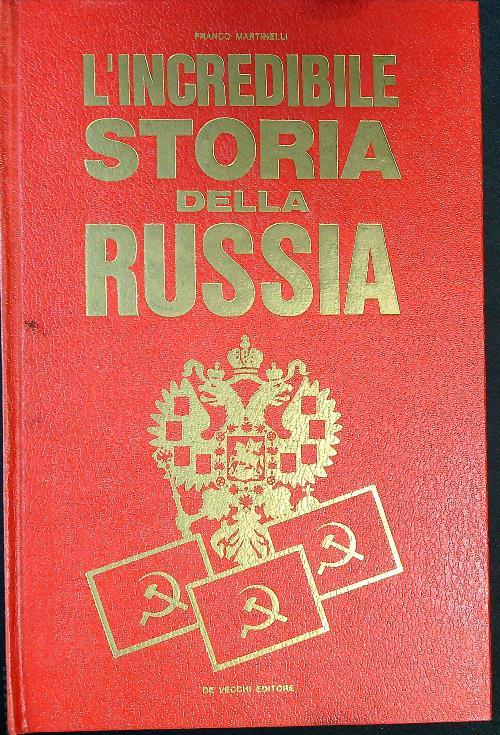 FRANCO MARTINELLI
L'INCREDIBILE
STORIA
DELLA
RUSSIA
DE VECCHI EDITORE